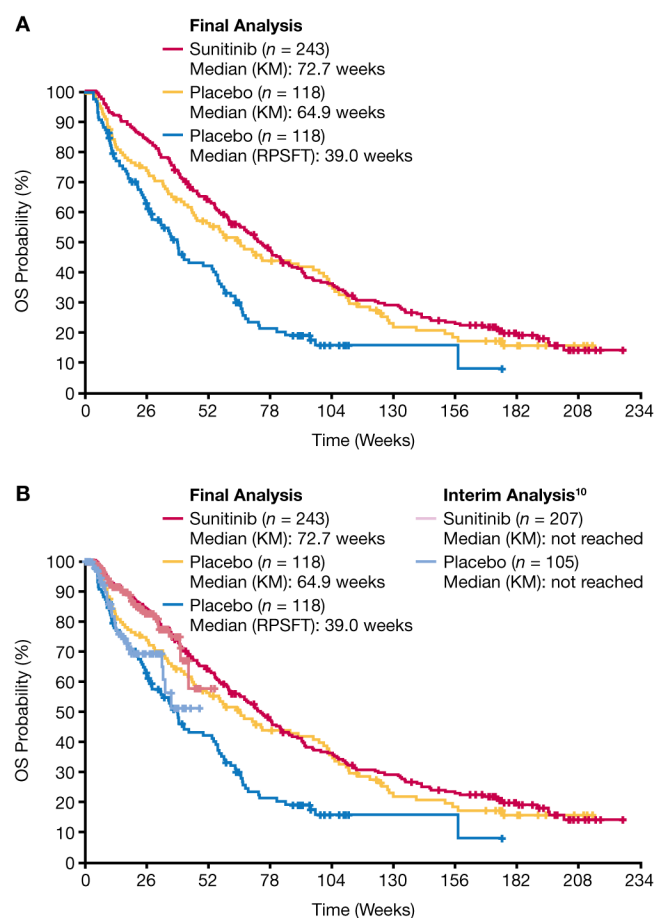 A
Final Analysis
Sunitinib (n = 243)
Median (KM): 72.7 weeks
Placebo (n = 118)
Median (KM): 64.9 weeks
Placebo (n = 118)
Median (RPSFT): 39.0 weeks
OS Probability (%)
100
90
80
70
60
50
40
30
20
10
0
0 26 52 78 104 130 156 182 208 234
Time (Weeks)
B
Final Analysis
Sunitinib (n = 243)
Median (KM): 72.7 weeks
Placebo (n = 118)
Median (KM): 64.9 weeks
Placebo (n = 118)
Median (RPSFT): 39.0 weeks
Interim Analysis¹⁰
Sunitinib (n = 207)
Median (KM): not reached
Placebo (n = 105)
Median (KM): not reached
OS Probability (%)
100
90
80
70
60
50
40
30
20
10
0
0 26 52 78 104 130 156 182 208 234
Time (Weeks)